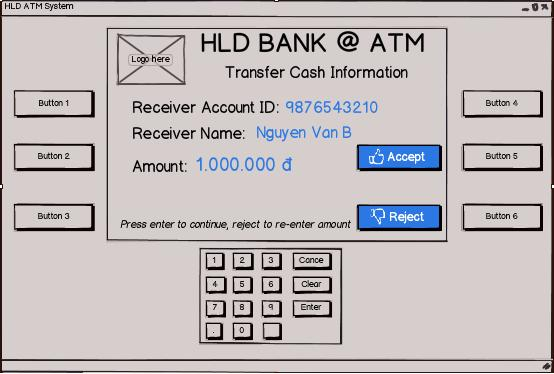 HLD ATM System
Logo here
HLD BANK @ ATM
Transfer Cash Information
Button 1
Receiver Account ID: 9876543210
Button 4
Receiver Name: Nguyen Van B
Button 2
Amount: 1.000.000 đ
Accept
Button 5
Button 3
Press enter to continue, reject to re-enter amount
Reject
Button 6
1 2 3 Cance
4 5 6 Clear
7 8 9 Enter
. 0